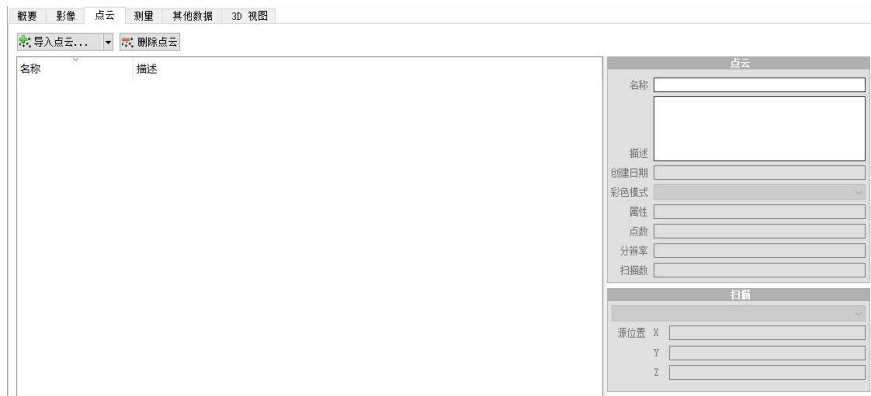 概要 影像 点云 测量 其他数据 3D 视图
导入点云... 删除点云
名称 描述
点云
名称
描述
创建日期
彩色模式
属性
点数
分辨率
扫描数
扫描
源位置 X
Y
Z